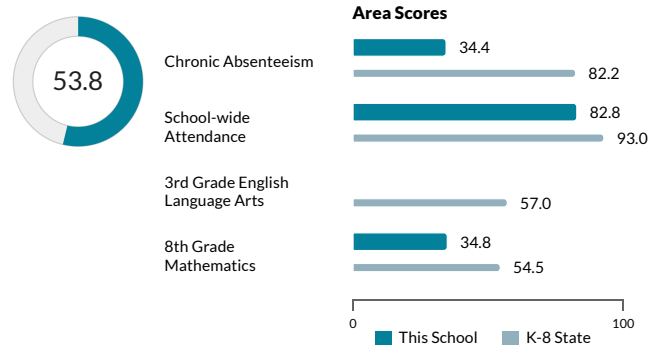 Area Scores
53.8
Chronic Absenteeism
34.4
82.2
School-wide
Attendance
82.8
93.0
3rd Grade English
Language Arts
57.0
8th Grade
Mathematics
34.8
54.5
0
100
This School
K-8 State